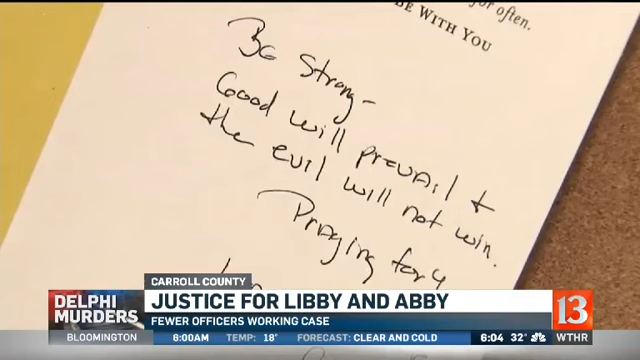 for often.
BE WITH YOU
Be Strong-
Good will prevail &
the evil will not win.
Praying for y
CARROLL COUNTY
DELPHI
MURDERS
JUSTICE FOR LIBBY AND ABBY
FEWER OFFICERS WORKING CASE
13
BLOOMINGTON 6:00AM TEMP: 18° FORECAST: CLEAR AND COLD 6:04 32° WTHR